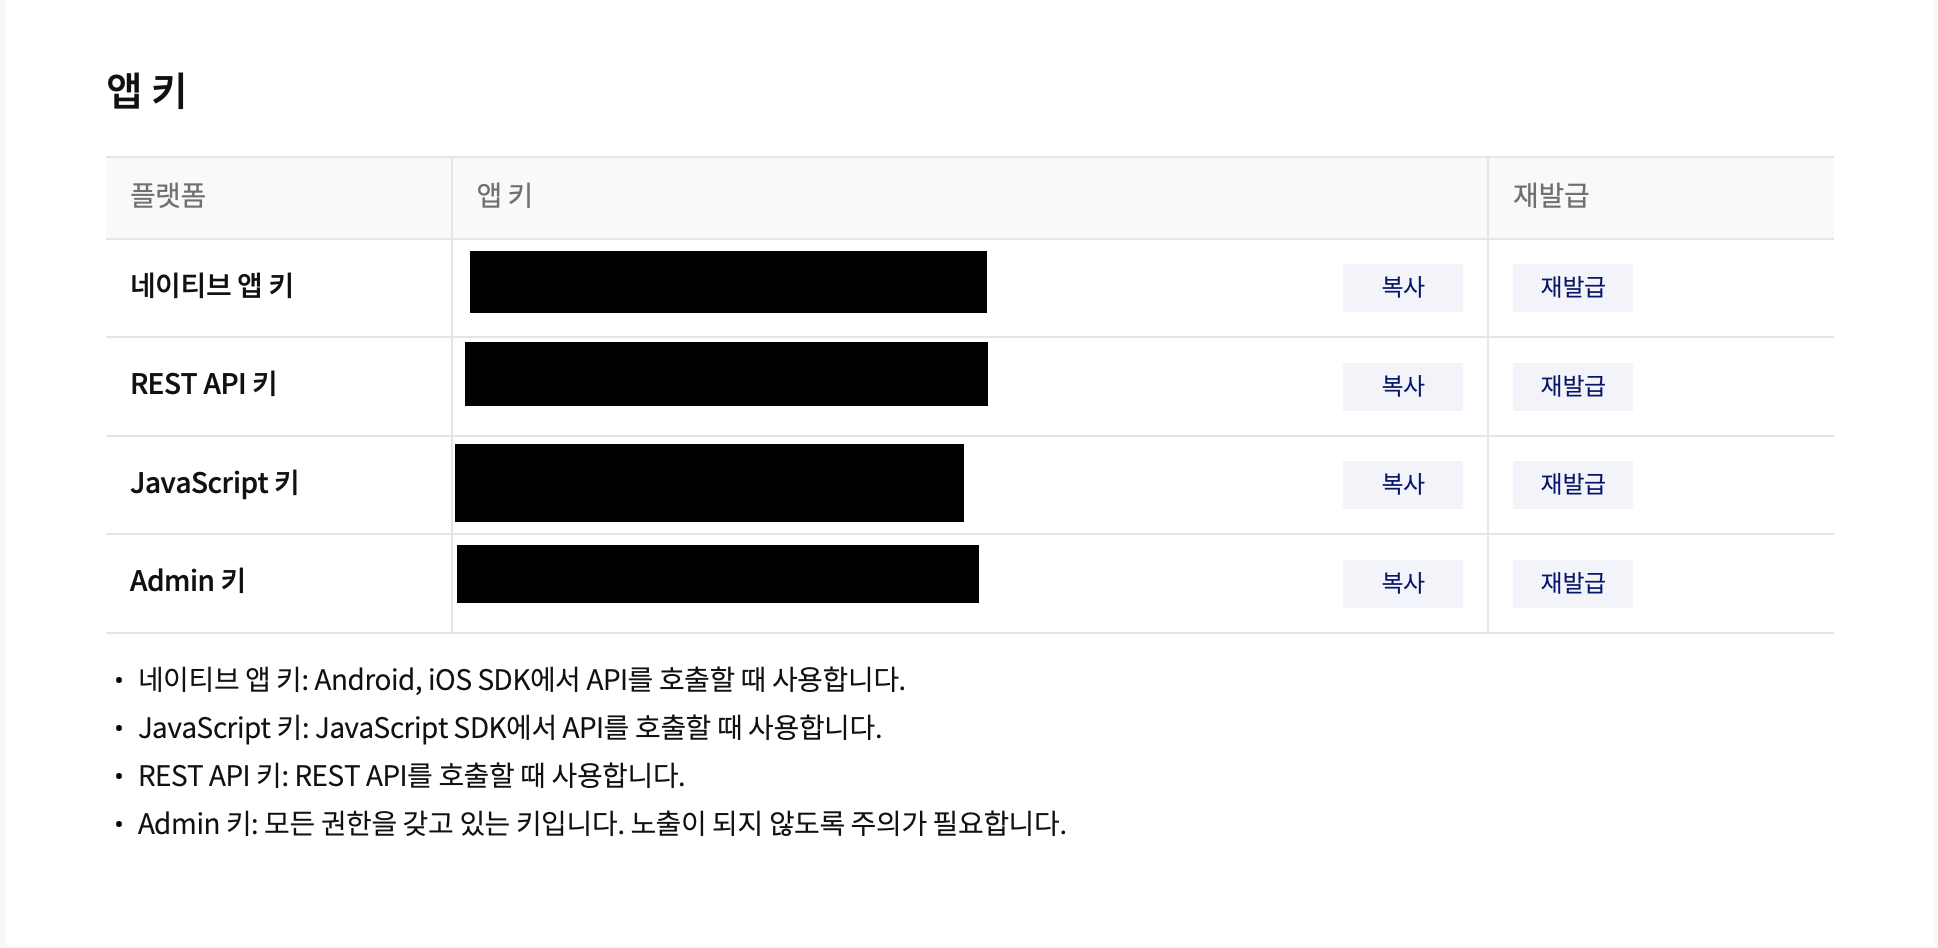 앱 키
플랫폼 앱 키 재발급
네이티브 앱 키 복사 재발급
REST API 키 복사 재발급
JavaScript 키 복사 재발급
Admin 키 복사 재발급
• 네이티브 앱 키: Android, iOS SDK에서 API를 호출할 때 사용합니다.
• JavaScript 키: JavaScript SDK에서 API를 호출할 때 사용합니다.
• REST API 키: REST API를 호출할 때 사용합니다.
• Admin 키: 모든 권한을 갖고 있는 키입니다. 노출이 되지 않도록 주의가 필요합니다.